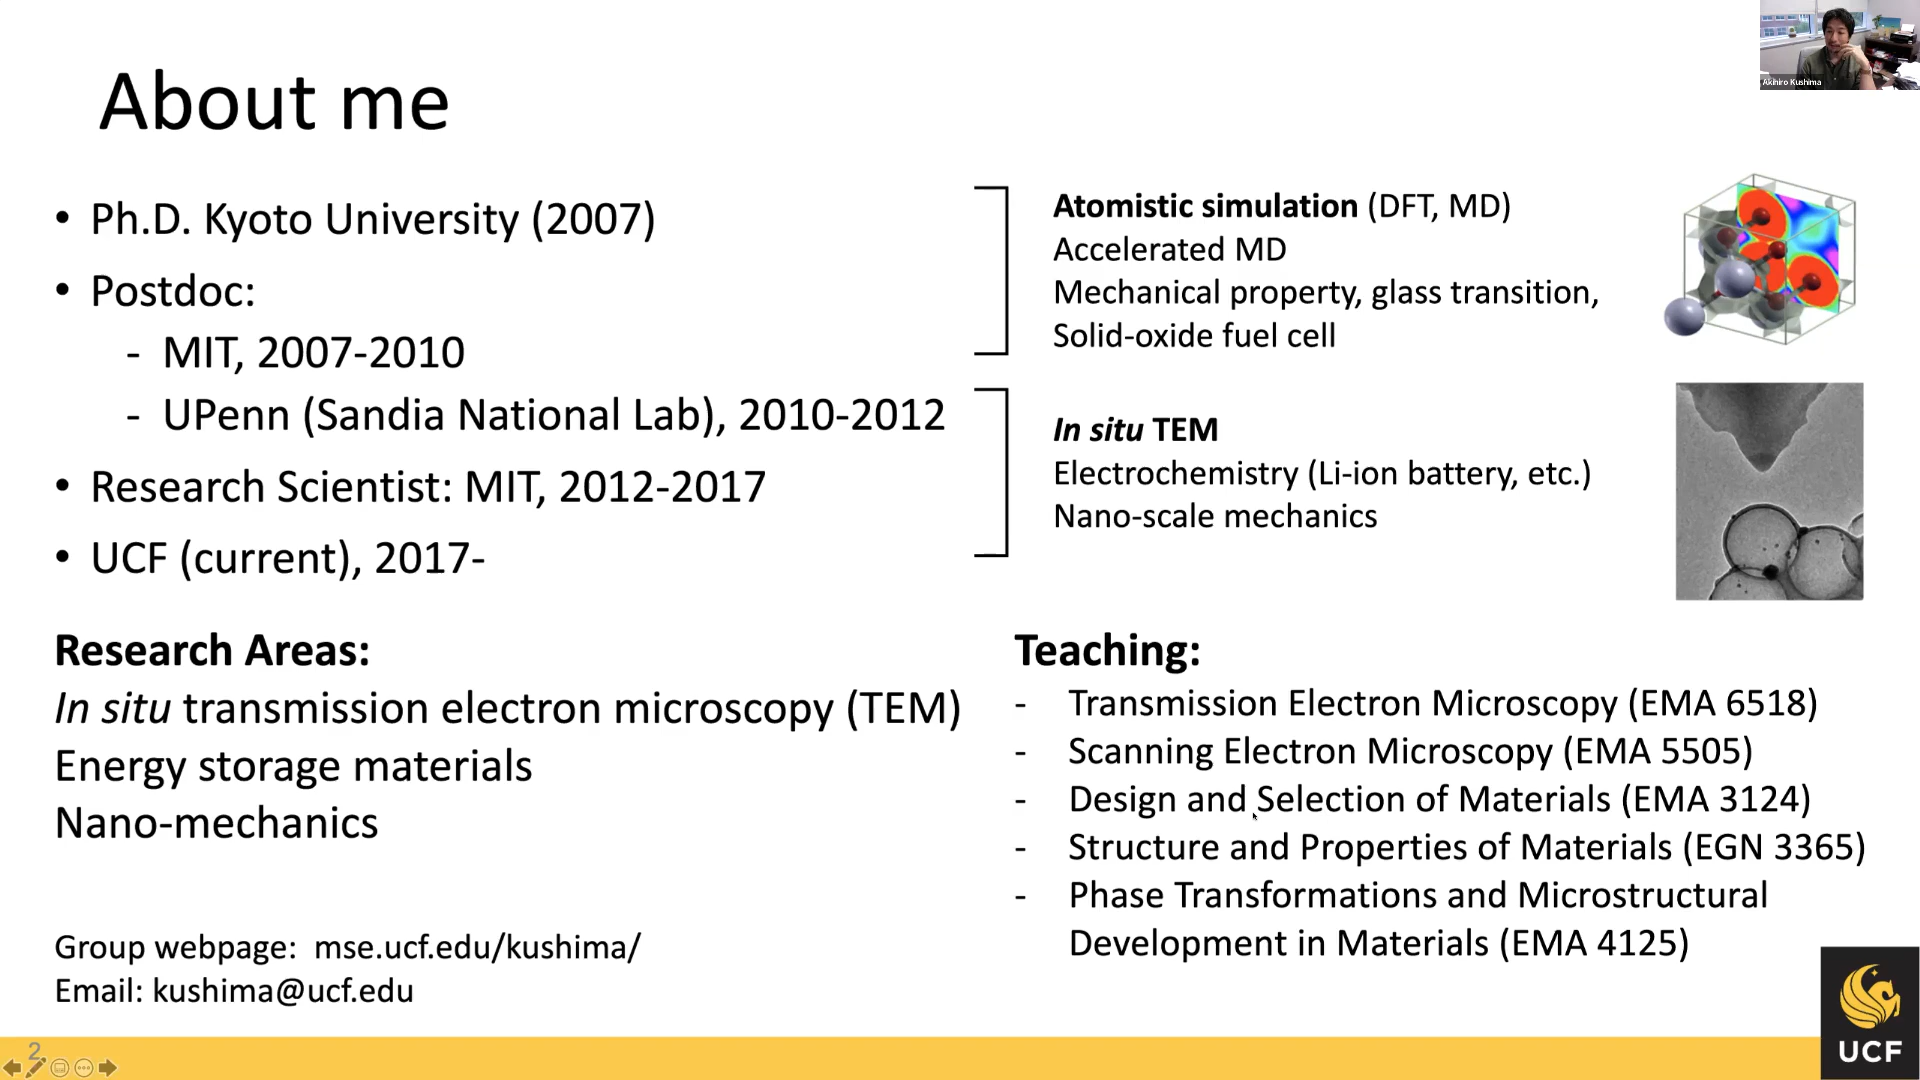 About me
Akihiro Kushima
• Ph.D. Kyoto University (2007)
• Postdoc:
- MIT, 2007-2010
- UPenn (Sandia National Lab), 2010-2012
• Research Scientist: MIT, 2012-2017
• UCF (current), 2017-
Atomistic simulation (DFT, MD)
Accelerated MD
Mechanical property, glass transition,
Solid-oxide fuel cell
In situ TEM
Electrochemistry (Li-ion battery, etc.)
Nano-scale mechanics
Research Areas:
In situ transmission electron microscopy (TEM)
Energy storage materials
Nano-mechanics
Group webpage: mse.ucf.edu/kushima/
Email: kushima@ucf.edu
Teaching:
- Transmission Electron Microscopy (EMA 6518)
- Scanning Electron Microscopy (EMA 5505)
- Design and Selection of Materials (EMA 3124)
- Structure and Properties of Materials (EGN 3365)
- Phase Transformations and Microstructural
Development in Materials (EMA 4125)
2
UCF